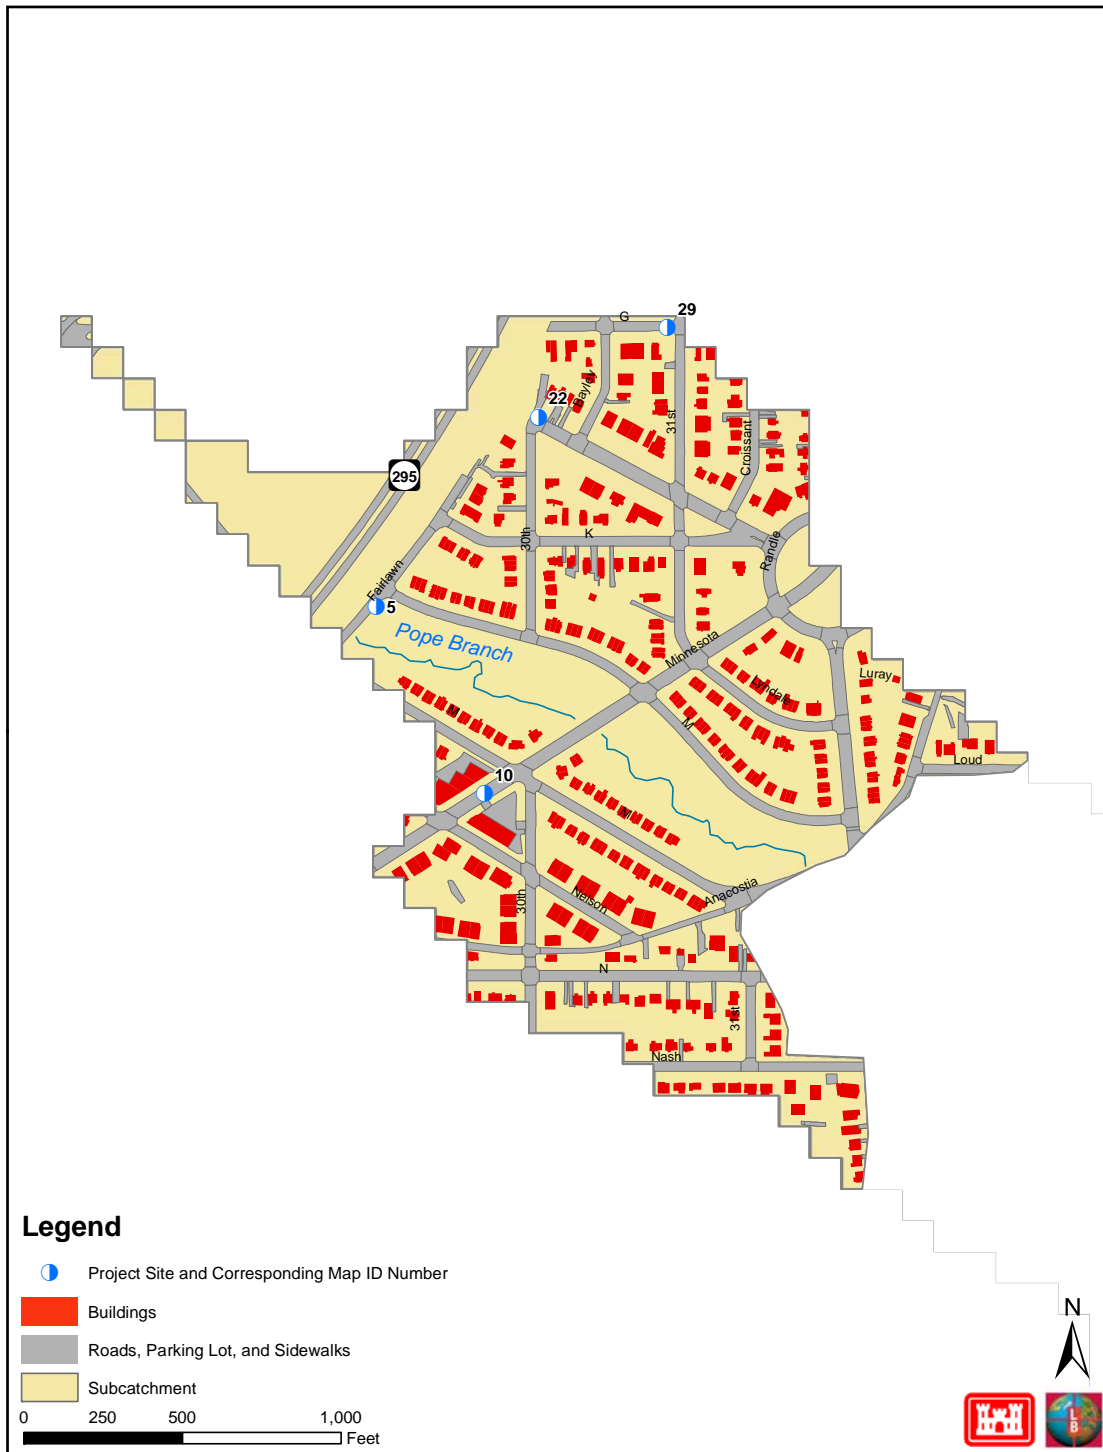 29
G
22
Bayley
31st
Croissant
295
30th
K
Randle
Fairlawn
5
Pope Branch
Minnesota
Luray
Lyndale
M
M
Loud
10
M
Anacostia
Nelson
30th
N
31st
Nash
Legend
Project Site and Corresponding Map ID Number
Buildings
Roads, Parking Lot, and Sidewalks
Subcatchment
0 250 500 1,000
Feet
N
L
B